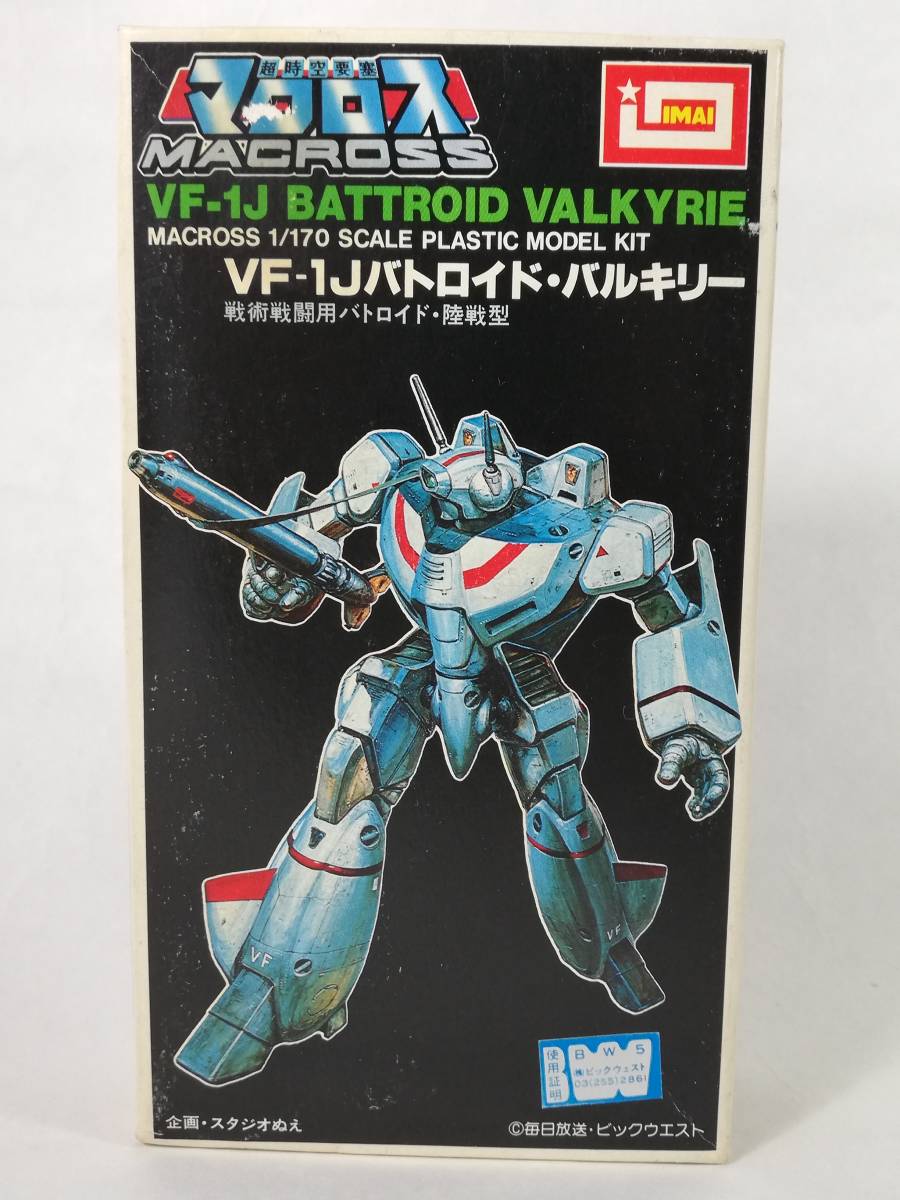 超時空要塞
マクロス
MACROSS
IMAI
VF-1J BATTROID VALKYRIE
MACROSS 1/170 SCALE PLASTIC MODEL KIT
VF-1Jバトロイド・バルキリー
戦術戦闘用バトロイド・陸戦型
VF
使用証明
BW5
㈱ビックウェスト
03(255)2861
企画・スタジオぬえ
©毎日放送・ビックウエスト